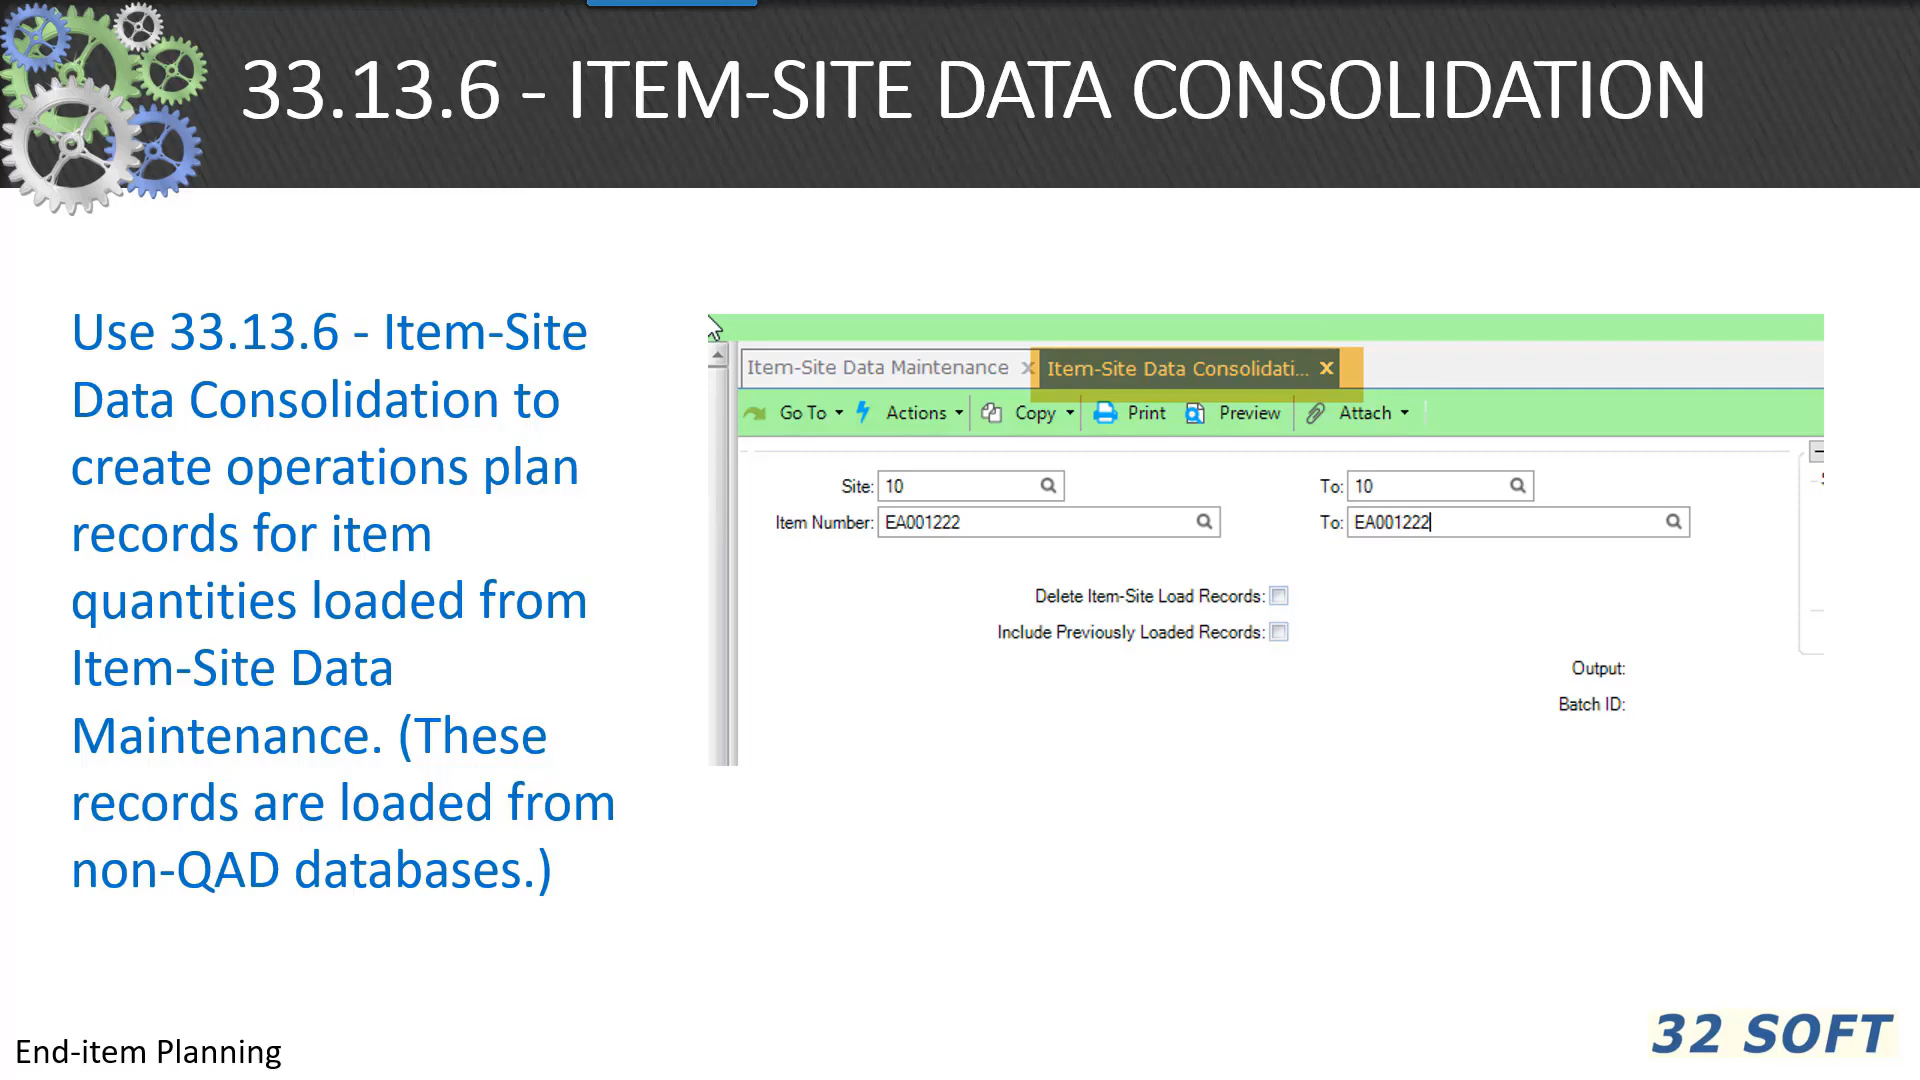 33.13.6 - ITEM-SITE DATA CONSOLIDATION
Use 33.13.6 - Item-Site
Data Consolidation to
create operations plan
records for item
quantities loaded from
Item-Site Data
Maintenance. (These
records are loaded from
non-QAD databases.)
Item-Site Data Maintenance x Item-Site Data Consolidati... x
Go To Actions Copy Print Preview Attach
Site: 10 To: 10
Item Number: EA001222 To: EA001222
Delete Item-Site Load Records:
Include Previously Loaded Records:
Output:
Batch ID:
End-item Planning
32 SOFT